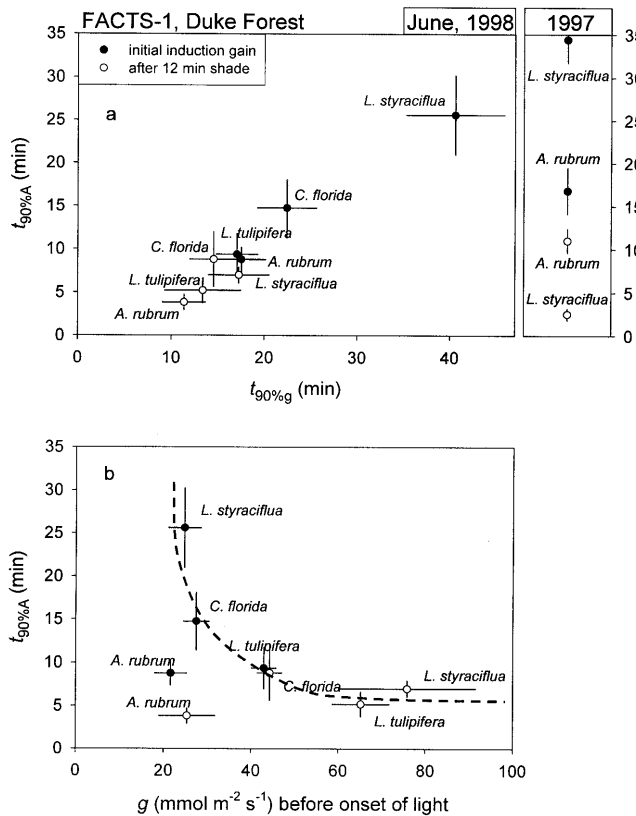 FACTS-1, Duke Forest
June, 1998
1997
initial induction gain
after 12 min shade
a
35
30
25
20
15
10
5
0
t90%A (min)
L. styraciflua
C. florida
L. tulipifera
C. florida
A. rubrum
L. tulipifera
L. styraciflua
A. rubrum
10 20 30 40
t90%g (min)
L. styraciflua
A. rubrum
A. rubrum
L. styraciflua
35
30
25
20
15
10
5
0
b
35
30
25
20
15
10
5
0
t90%A (min)
L. styraciflua
C. florida
L. tulipifera
A. rubrum
L. styraciflua
C. florida
A. rubrum
L. tulipifera
0 20 40 60 80 100
g (mmol m-2 s-1) before onset of light